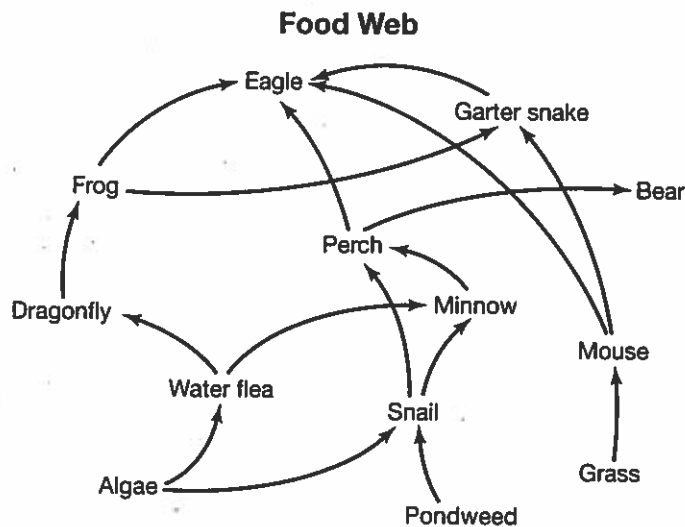 Food Web
Eagle
Garter snake
Frog
Bear
Perch
Dragonfly
Minnow
Mouse
Water flea
Snail
Grass
Algae
Pondweed